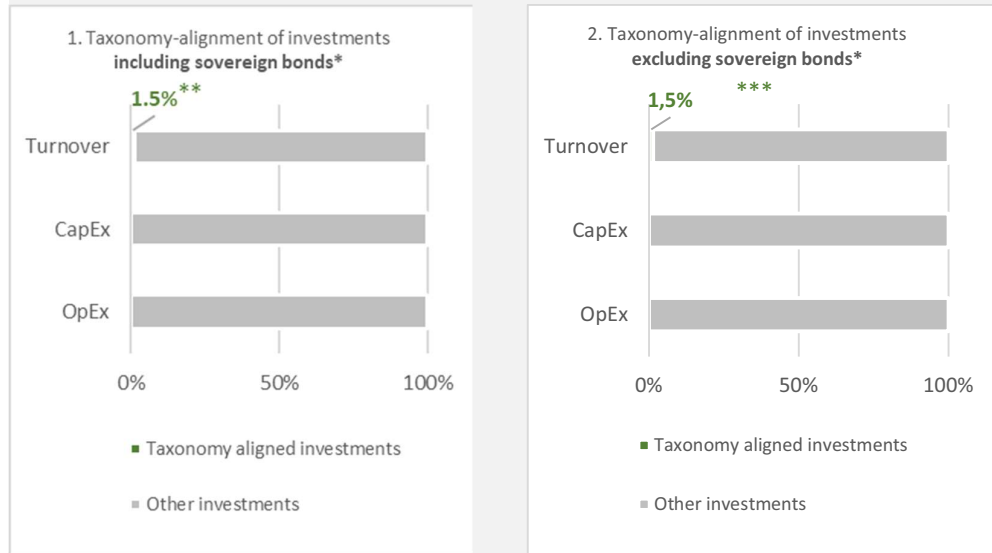 1. Taxonomy-alignment of investments
including sovereign bonds*
1.5%**
Turnover
CapEx
OpEx
0% 50% 100%
Taxonomy aligned investments
Other investments
2. Taxonomy-alignment of investments
excluding sovereign bonds*
1,5% ***
Turnover
CapEx
OpEx
0% 50% 100%
Taxonomy aligned investments
Other investments